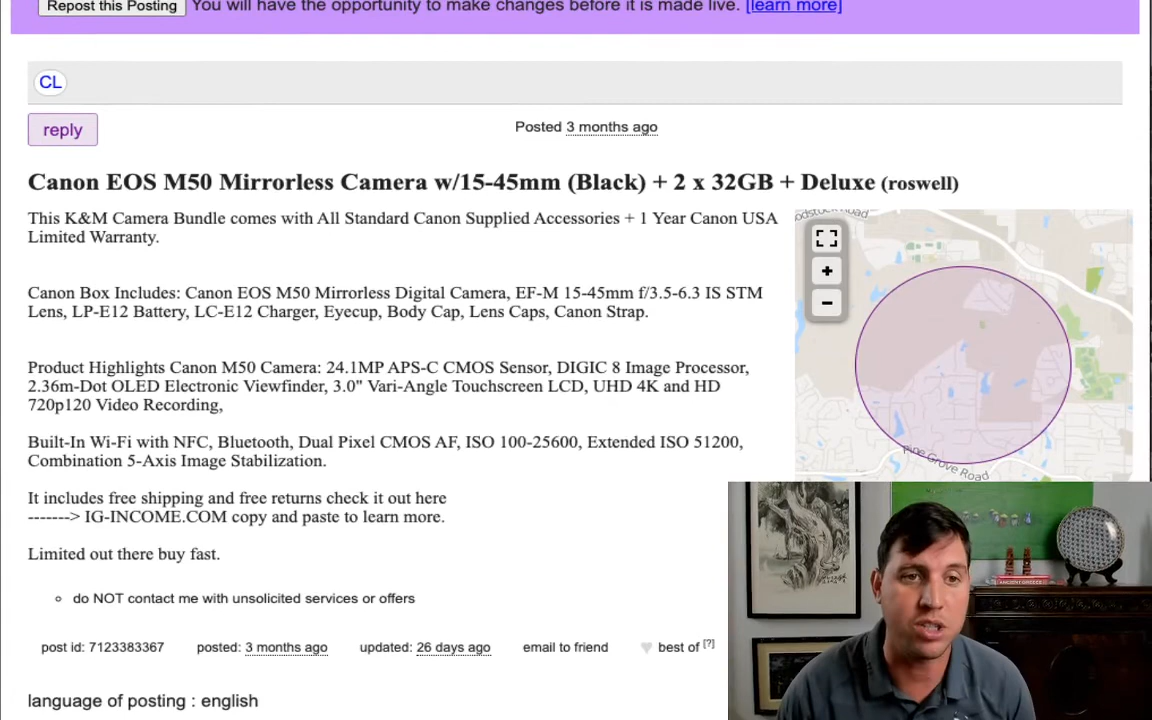 Repost this Posting You will have the opportunity to make changes before it is made live. [learn more]
CL
reply
Posted 3 months ago
Canon EOS M50 Mirrorless Camera w/15-45mm (Black) + 2 x 32GB + Deluxe (roswell)
This K&M Camera Bundle comes with All Standard Canon Supplied Accessories + 1 Year Canon USA
Limited Warranty.
Canon Box Includes: Canon EOS M50 Mirrorless Digital Camera, EF-M 15-45mm f/3.5-6.3 IS STM
Lens, LP-E12 Battery, LC-E12 Charger, Eyecup, Body Cap, Lens Caps, Canon Strap.
Product Highlights Canon M50 Camera: 24.1MP APS-C CMOS Sensor, DIGIC 8 Image Processor,
2.36m-Dot OLED Electronic Viewfinder, 3.0" Vari-Angle Touchscreen LCD, UHD 4K and HD
720p120 Video Recording,
Built-In Wi-Fi with NFC, Bluetooth, Dual Pixel CMOS AF, ISO 100-25600, Extended ISO 51200,
Combination 5-Axis Image Stabilization.
It includes free shipping and free returns check it out here
-------> IG-INCOME.COM copy and paste to learn more.
Limited out there buy fast.
do NOT contact me with unsolicited services or offers
post id: 7123383367 posted: 3 months ago updated: 26 days ago email to friend best of [?]
language of posting : english
+
−
Pine Grove Road
ANCIENT GREECE